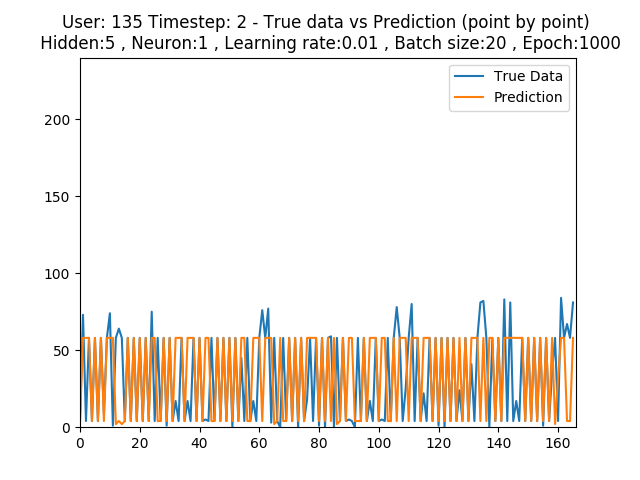 User: 135 Timestep: 2 - True data vs Prediction (point by point)
Hidden:5 , Neuron:1 , Learning rate:0.01 , Batch size:20 , Epoch:1000
True Data
Prediction
200
150
100
50
0
0 20 40 60 80 100 120 140 160